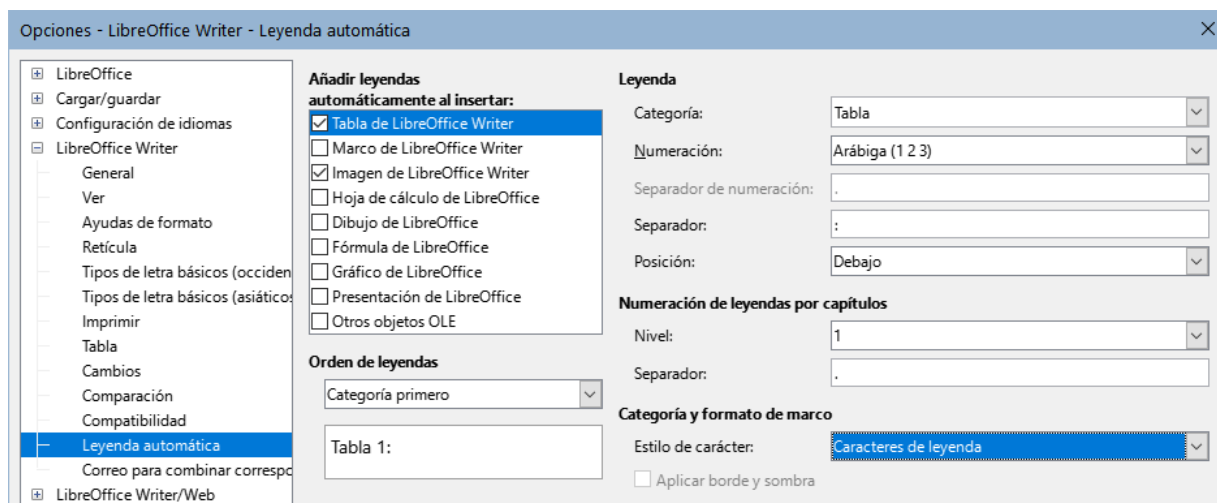 Opciones - LibreOffice Writer - Leyenda automática
LibreOffice
Cargar/guardar
Configuración de idiomas
LibreOffice Writer
General
Ver
Ayudas de formato
Retícula
Tipos de letra básicos (occiden
Tipos de letra básicos (asiáticos
Imprimir
Tabla
Cambios
Comparación
Compatibilidad
Leyenda automática
Correo para combinar correspo
LibreOffice Writer/Web
Añadir leyendas
automáticamente al insertar:
Tabla de LibreOffice Writer
Marco de LibreOffice Writer
Imagen de LibreOffice Writer
Hoja de cálculo de LibreOffice
Dibujo de LibreOffice
Fórmula de LibreOffice
Gráfico de LibreOffice
Presentación de LibreOffice
Otros objetos OLE
Orden de leyendas
Categoría primero
Tabla 1:
Leyenda
Categoría: Tabla
Numeración: Arábiga (1 2 3)
Separador de numeración: .
Separador: :
Posición: Debajo
Numeración de leyendas por capítulos
Nivel: 1
Separador: .
Categoría y formato de marco
Estilo de carácter: Caracteres de leyenda
Aplicar borde y sombra